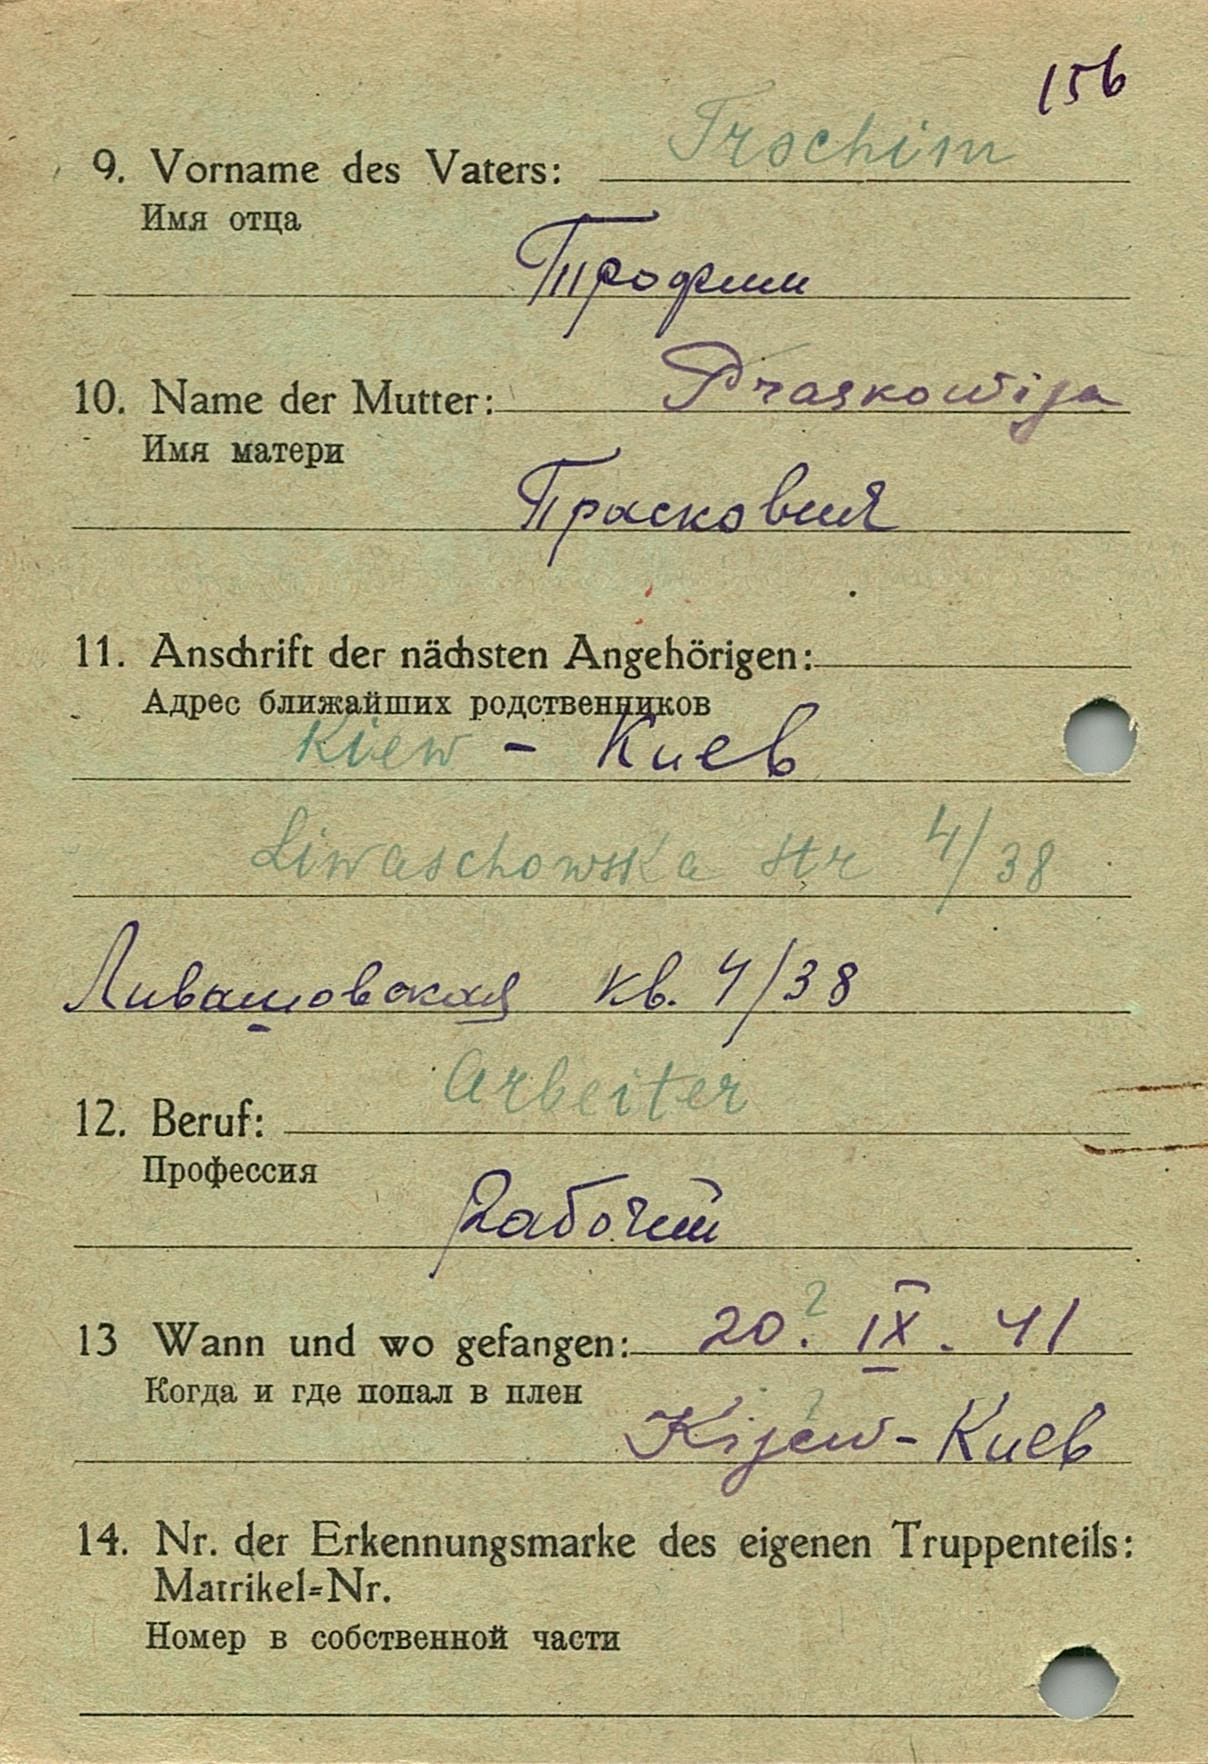 156
9. Vorname des Vaters: Trochim
Имя отца
Трофим
10. Name der Mutter: Praskowija
Имя матери
Прасковия
11. Anschrift der nächsten Angehörigen:
Адрес ближайших родственников
Kiew - Киев
Liwaschowska str 4/38
Ливашовская кв. 4/38
Arbeiter
12. Beruf:
Профессия
Рабочий
13 Wann und wo gefangen: 20? IX. 41
Когда и где попал в плен
Kijew - Киев
14. Nr. der Erkennungsmarke des eigenen Truppenteils:
Matrikel=Nr.
Номер в собственной части